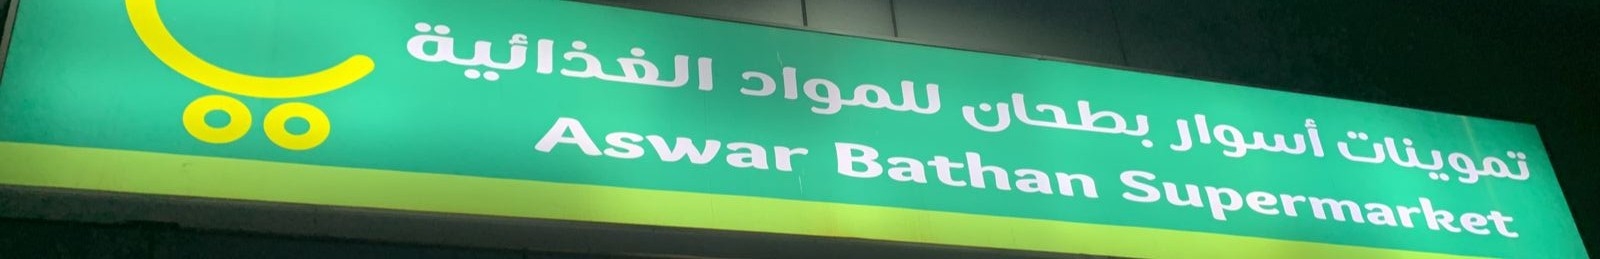 تموينات أسوار بطحان للمواد الغذائية
Aswar Bathan Supermarket